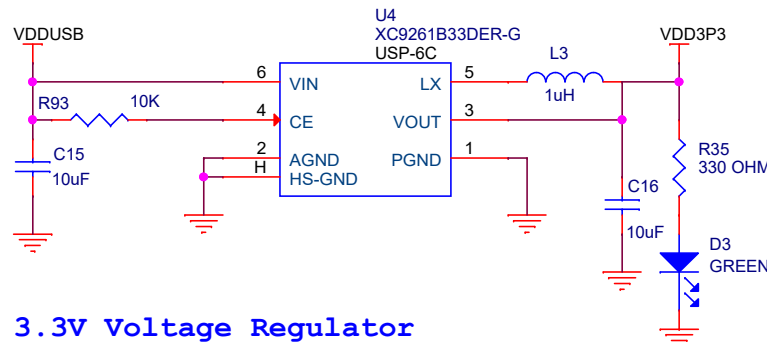 U4
XC9261B33DER-G
USP-6C
VDDUSB
VDD3P3
6
VIN
LX
5
L3
1uH
R93
10K
4
CE
VOUT
3
C15
10uF
2
AGND
PGND
1
H
HS-GND
R35
330 OHM
C16
10uF
D3
GREEN
3.3V Voltage Regulator